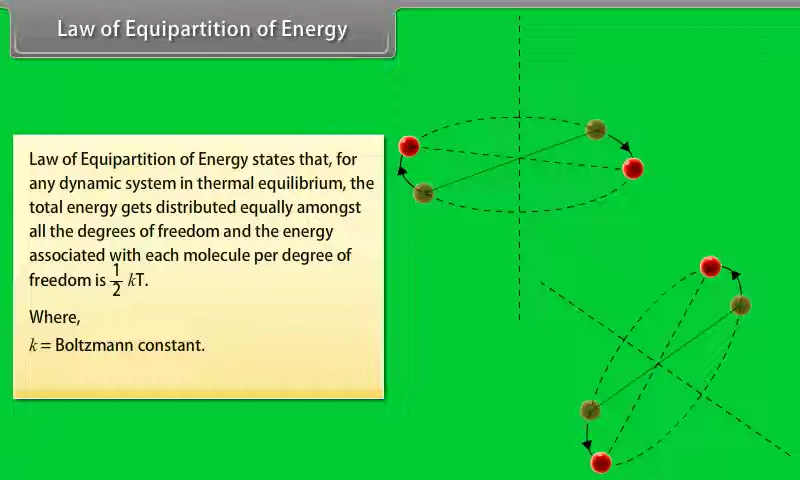 Law of Equipartition of Energy
Law of Equipartition of Energy states that, for
any dynamic system in thermal equilibrium, the
total energy gets distributed equally amongst
all the degrees of freedom and the energy
associated with each molecule per degree of
freedom is 1/2 kT.
Where,
k = Boltzmann constant.